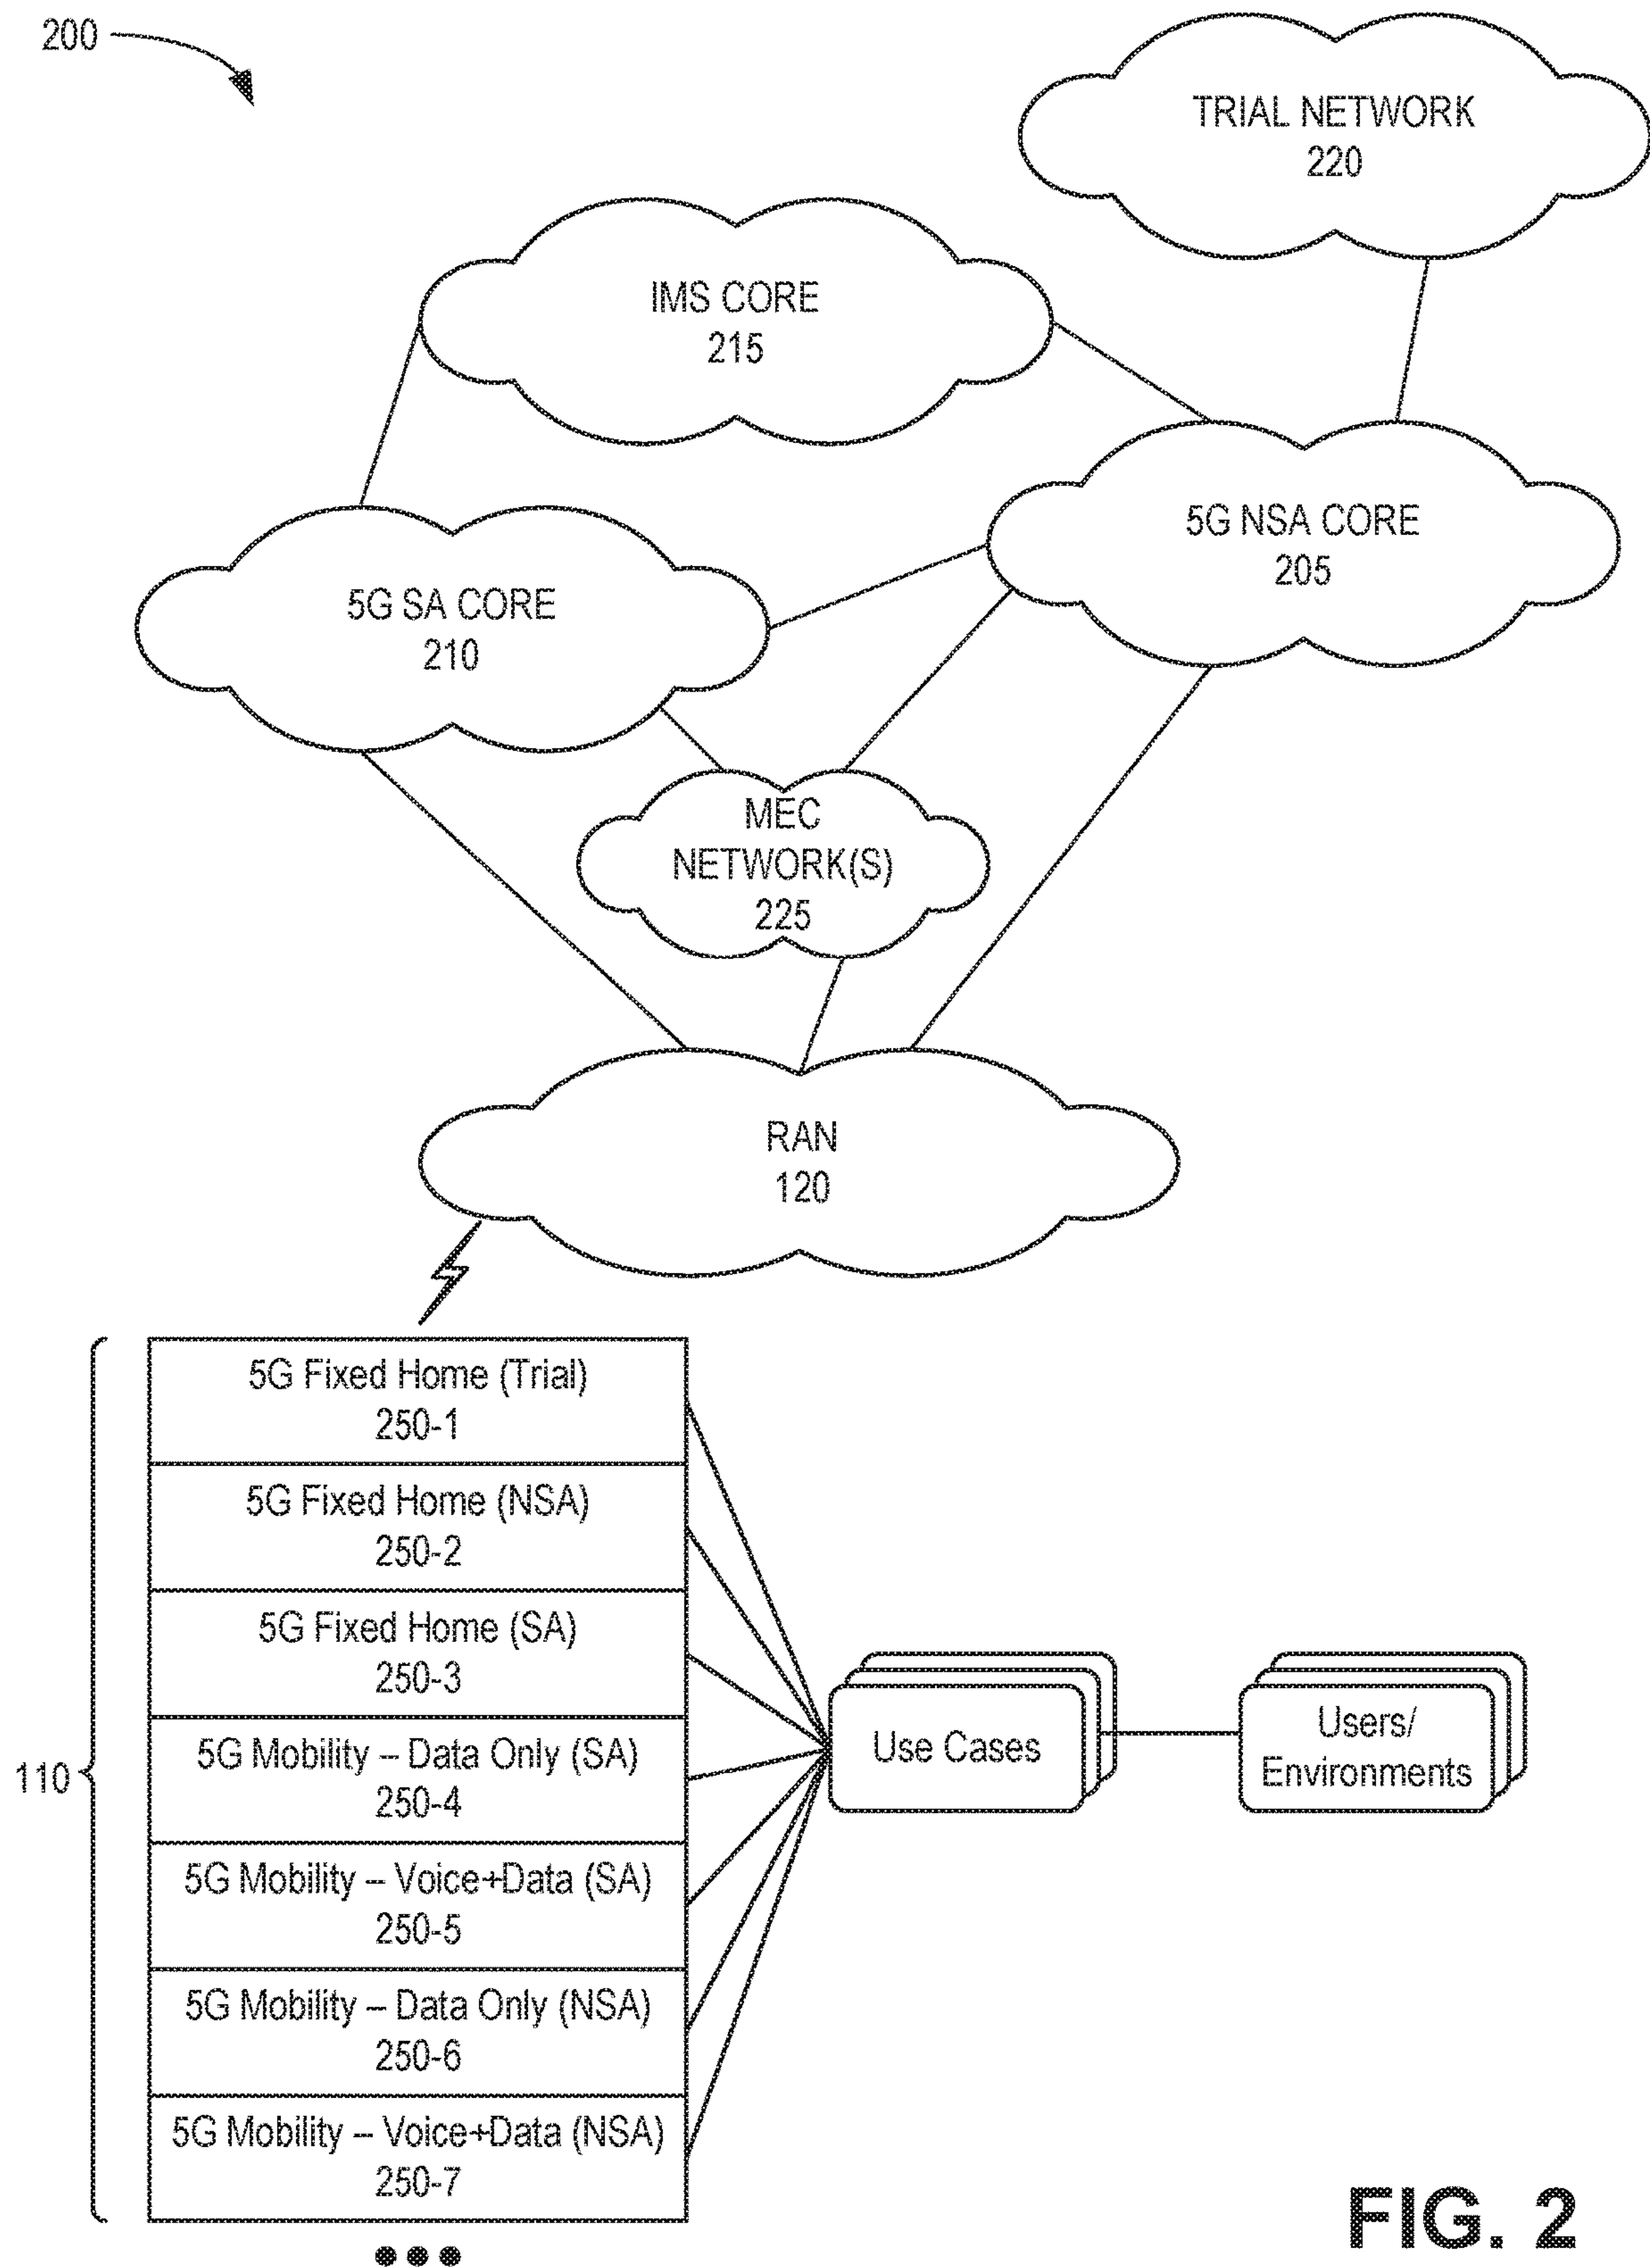 200
TRIAL NETWORK
220
IMS CORE
215
5G NSA CORE
205
5G SA CORE
210
MEC
NETWORK(S)
225
RAN
120
110
5G Fixed Home (Trial)
250-1
5G Fixed Home (NSA)
250-2
5G Fixed Home (SA)
250-3
5G Mobility – Data Only (SA)
250-4
5G Mobility – Voice+Data (SA)
250-5
5G Mobility – Data Only (NSA)
250-6
5G Mobility – Voice+Data (NSA)
250-7
Use Cases
Users/
Environments
FIG. 2